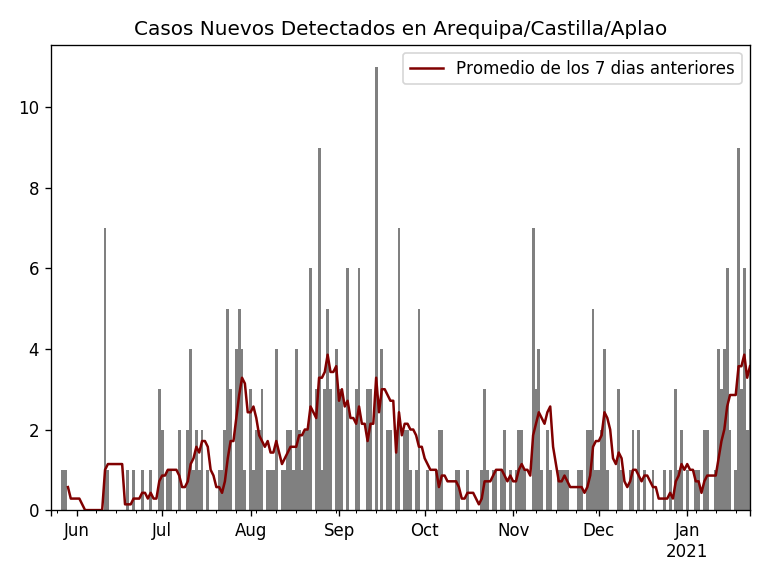 Casos Nuevos Detectados en Arequipa/Castilla/Aplao
Promedio de los 7 dias anteriores
10
8
6
4
2
0
Jun Jul Aug Sep Oct Nov Dec Jan
2021